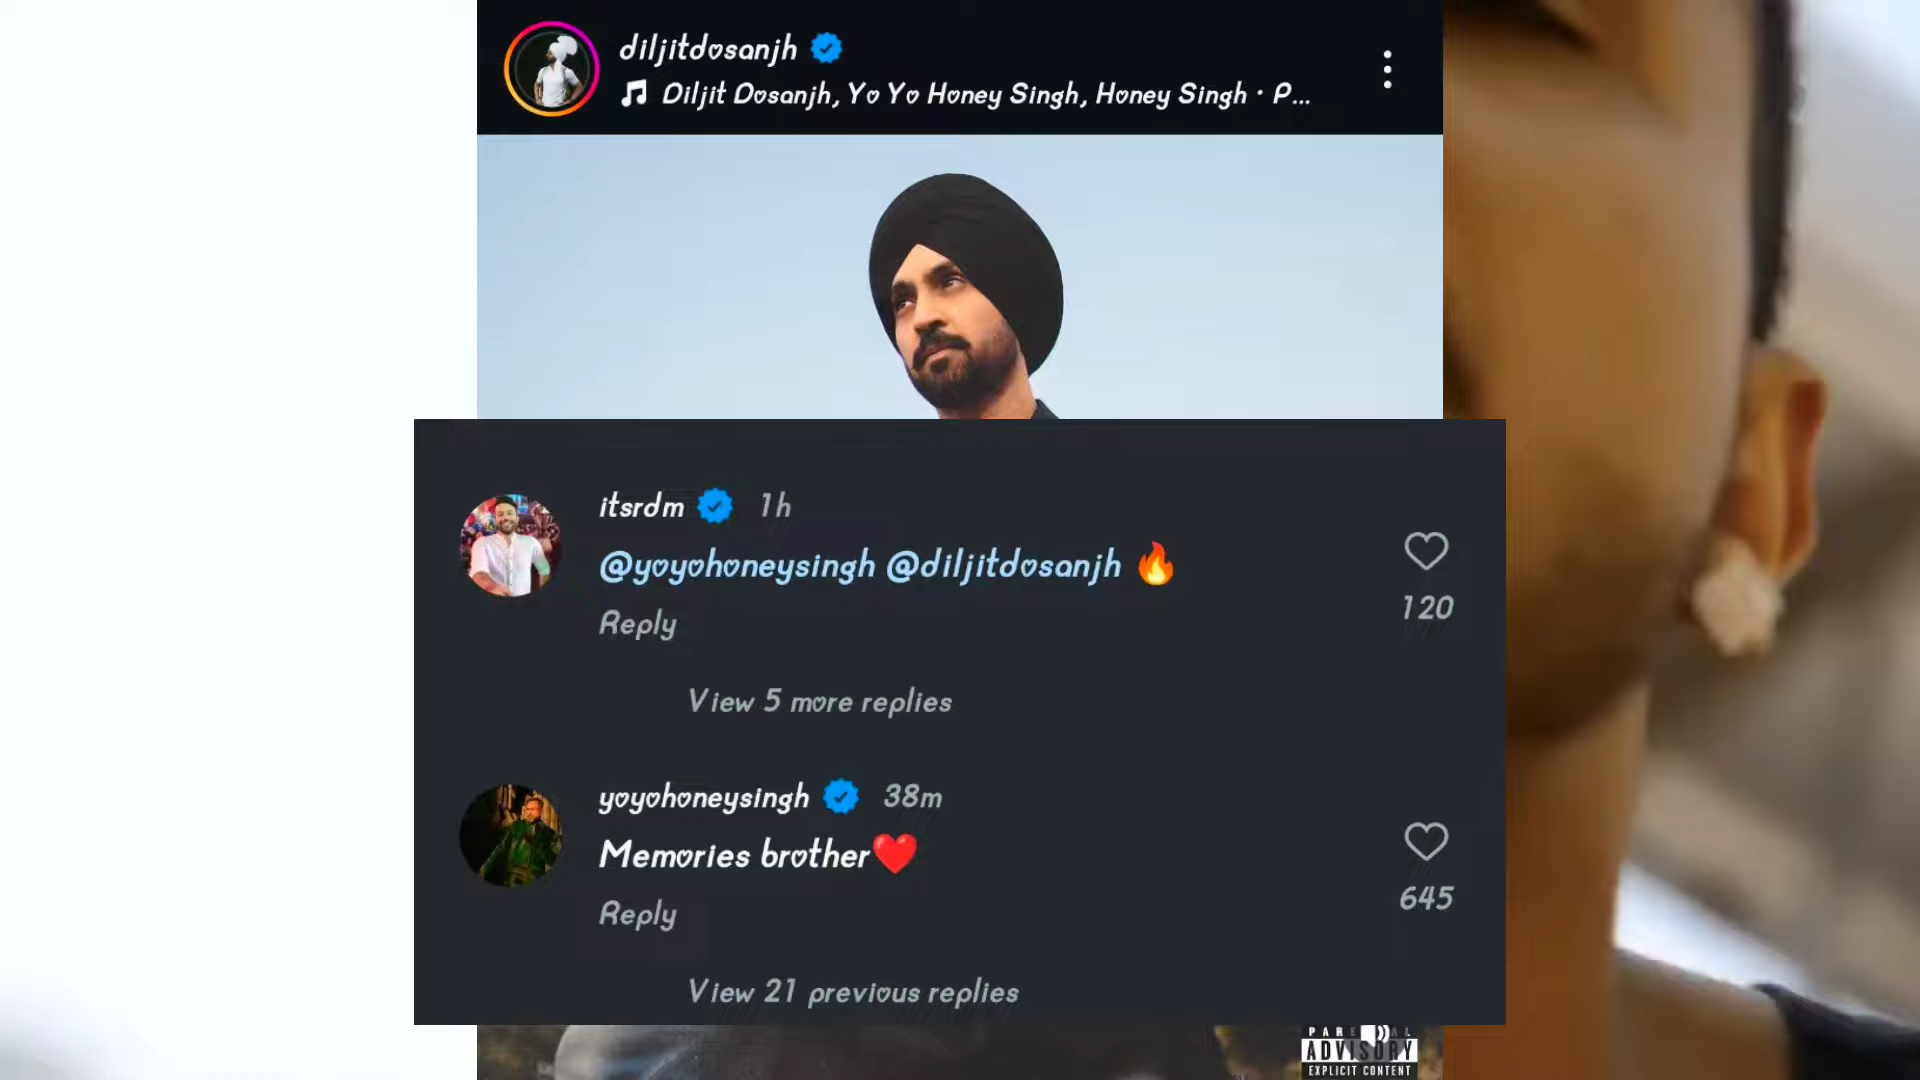 diljitdosanjh
Diljit Dosanjh, Yo Yo Honey Singh, Honey Singh · P...
itsrdm 1h
@yoyohoneysingh @diljitdosanjh 🔥
120
Reply
View 5 more replies
yoyohoneysingh 38m
Memories brother❤️
645
Reply
View 21 previous replies
ADVISORY
EXPLICIT CONTENT